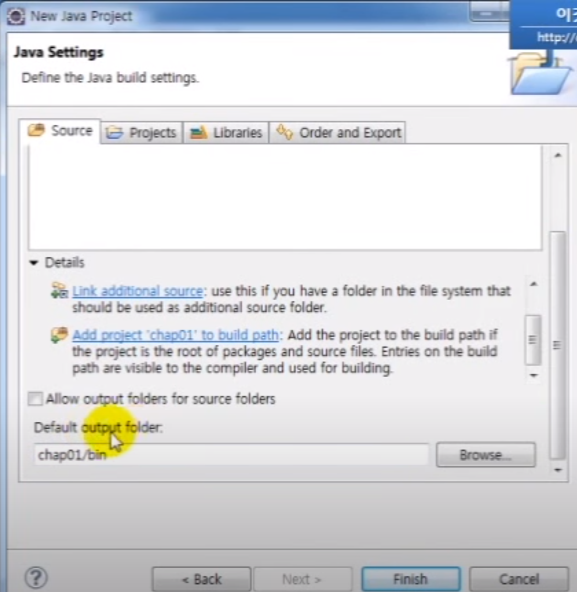 New Java Project
http://
Java Settings
Define the Java build settings.
Source
Projects
Libraries
Order and Export
Details
Link additional source: use this if you have a folder in the file system that
should be used as additional source folder.
Add project 'chap01' to build path: Add the project to the build path if
the project is the root of packages and source files. Entries on the build
path are visible to the compiler and used for building.
Allow output folders for source folders
Default output folder:
chap01/bin
Browse...
< Back
Next >
Finish
Cancel